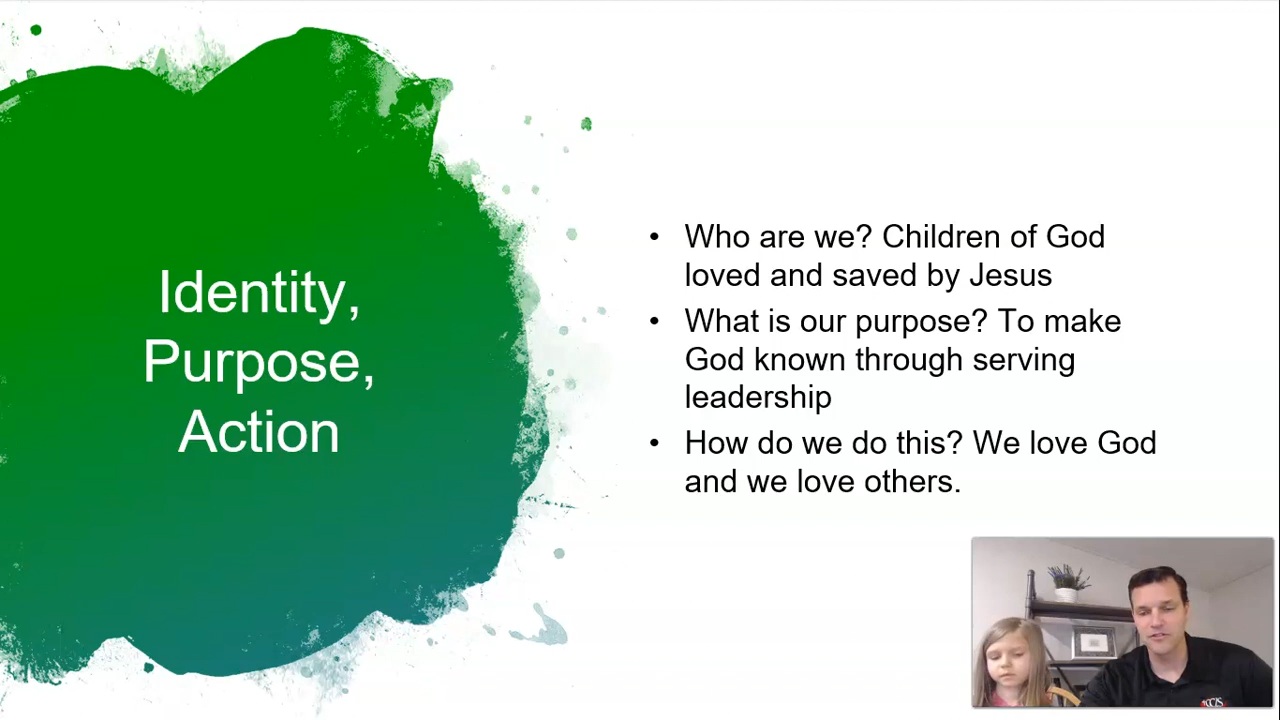 Identity,
Purpose,
Action
• Who are we? Children of God
loved and saved by Jesus
• What is our purpose? To make
God known through serving
leadership
• How do we do this? We love God
and we love others.